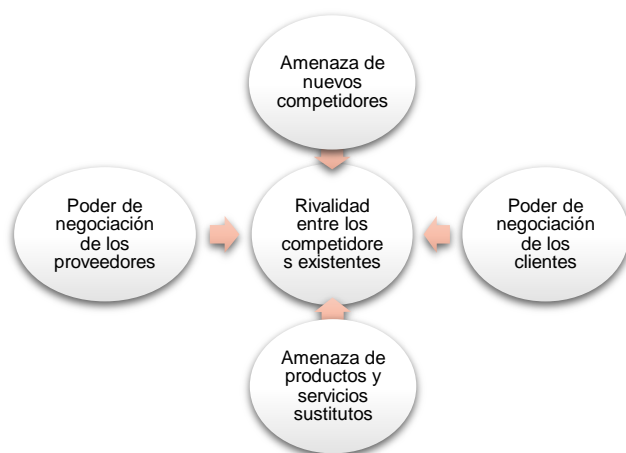 Amenaza de
nuevos
competidores
Poder de
negociación
de los
proveedores
Rivalidad
entre los
competidore
s existentes
Poder de
negociación
de los
clientes
Amenaza de
productos y
servicios
sustitutos